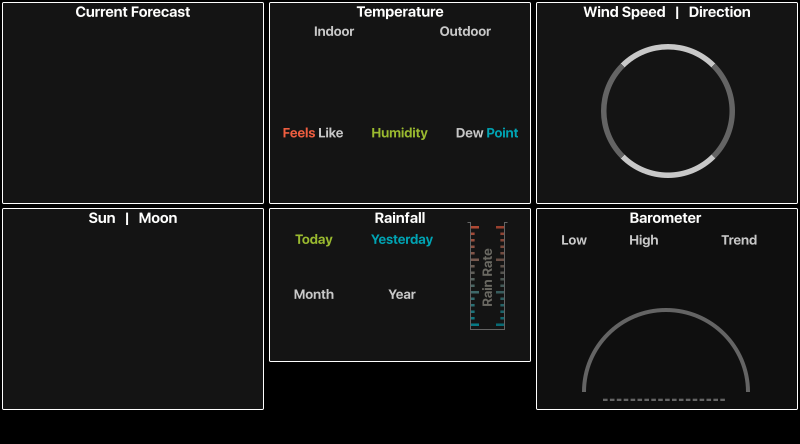 Current Forecast
Temperature
Indoor Outdoor
Feels Like Humidity Dew Point
Wind Speed | Direction
Sun | Moon
Rainfall
Today Yesterday
Month Year
Rain Rate
Barometer
Low High Trend